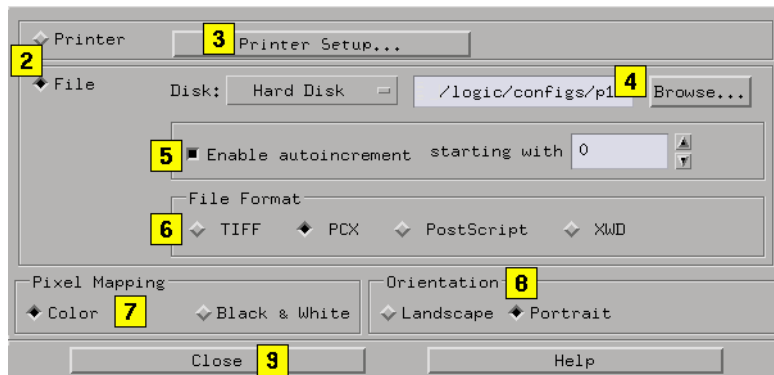 Printer 3 Printer Setup...
2
File Disk: Hard Disk /logic/configs/p1 4 Browse...
5 Enable autoincrement starting with 0
File Format
6 TIFF PCX PostScript XWD
Pixel Mapping Orientation 8
Color 7 Black & White Landscape Portrait
Close 9 Help